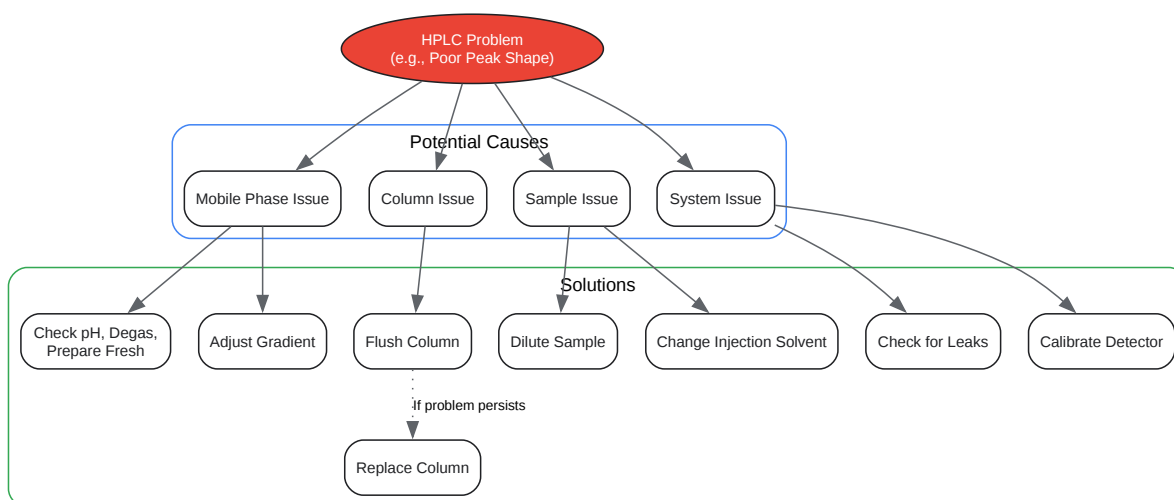 HPLC Problem
(e.g., Poor Peak Shape)
Potential Causes
Mobile Phase Issue
Column Issue
Sample Issue
System Issue
Solutions
Check pH, Degas,
Prepare Fresh
Adjust Gradient
Flush Column
Dilute Sample
Change Injection Solvent
Check for Leaks
Calibrate Detector
If problem persists
Replace Column